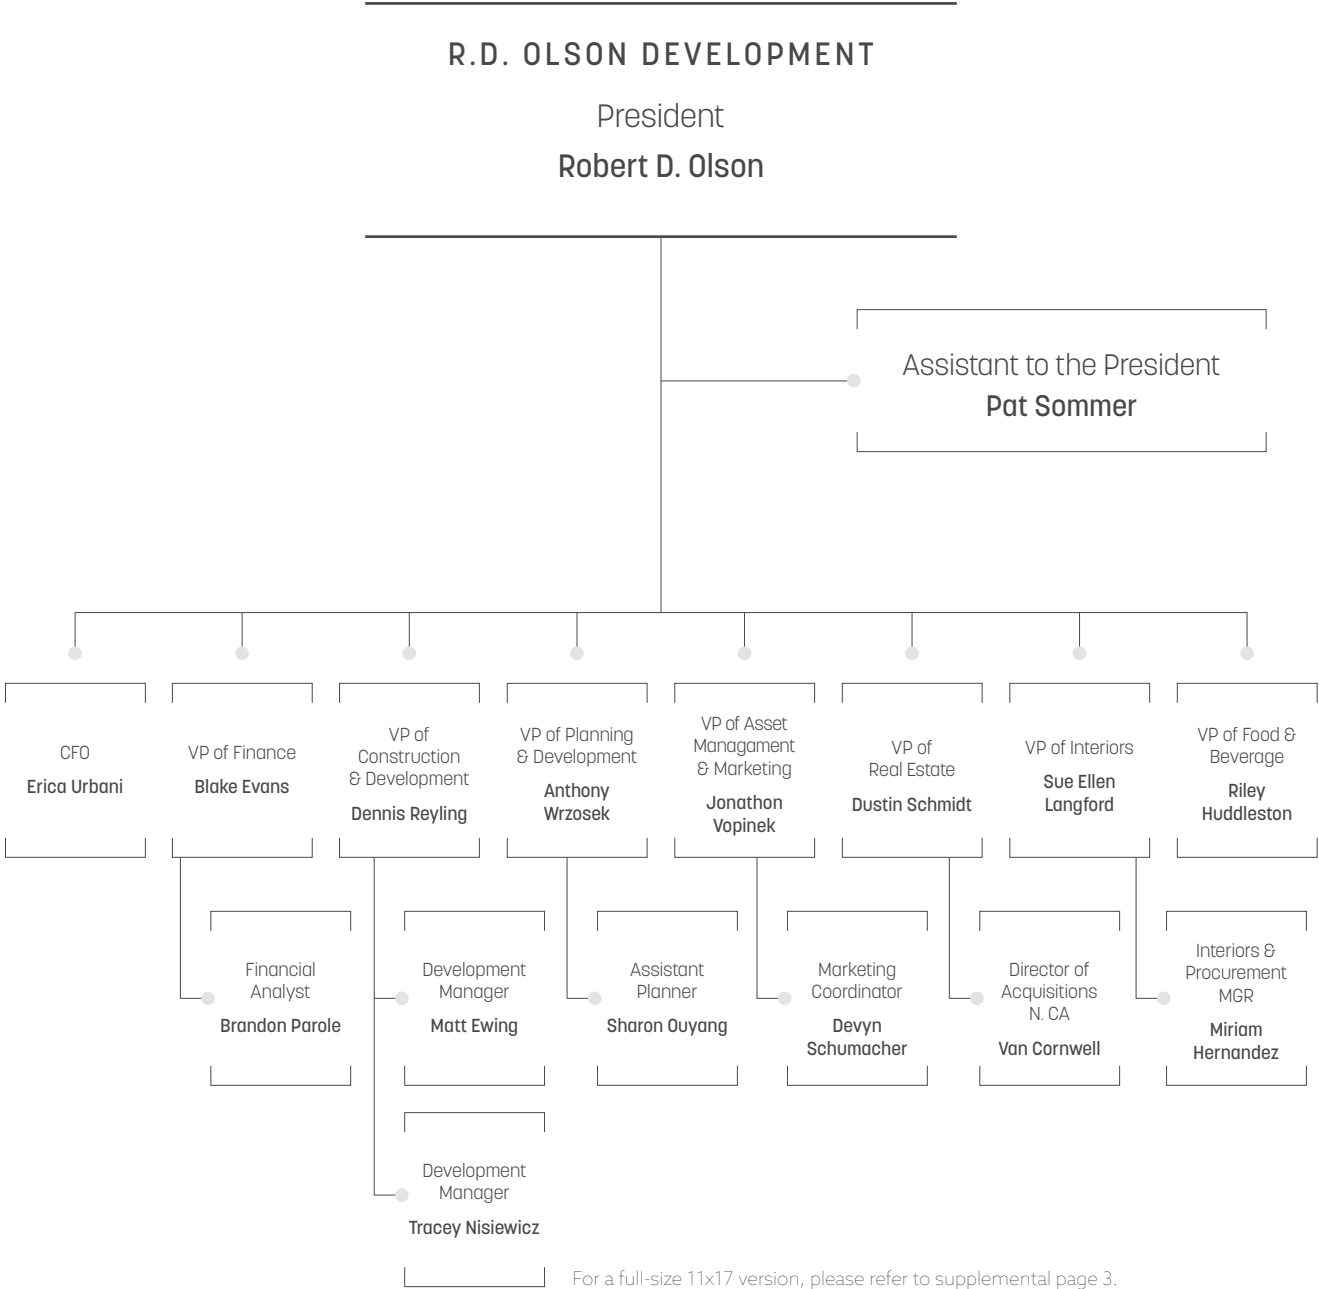 R.D. OLSON DEVELOPMENT
President
Robert D. Olson
Assistant to the President
Pat Sommer
CFO
Erica Urbani
VP of Finance
Blake Evans
VP of
Construction
& Development
Dennis Reyling
VP of Planning
& Development
Anthony
Wrzosek
VP of Asset
Managament
& Marketing
Jonathon
Vopinek
VP of
Real Estate
Dustin Schmidt
VP of Interiors
Sue Ellen
Langford
VP of Food &
Beverage
Riley
Huddleston
Financial
Analyst
Brandon Parole
Development
Manager
Matt Ewing
Assistant
Planner
Sharon Ouyang
Marketing
Coordinator
Devyn
Schumacher
Director of
Acquisitions
N. CA
Van Cornwell
Interiors &
Procurement
MGR
Miriam
Hernandez
Development
Manager
Tracey Nisiewicz
For a full-size 11x17 version, please refer to supplemental page 3.